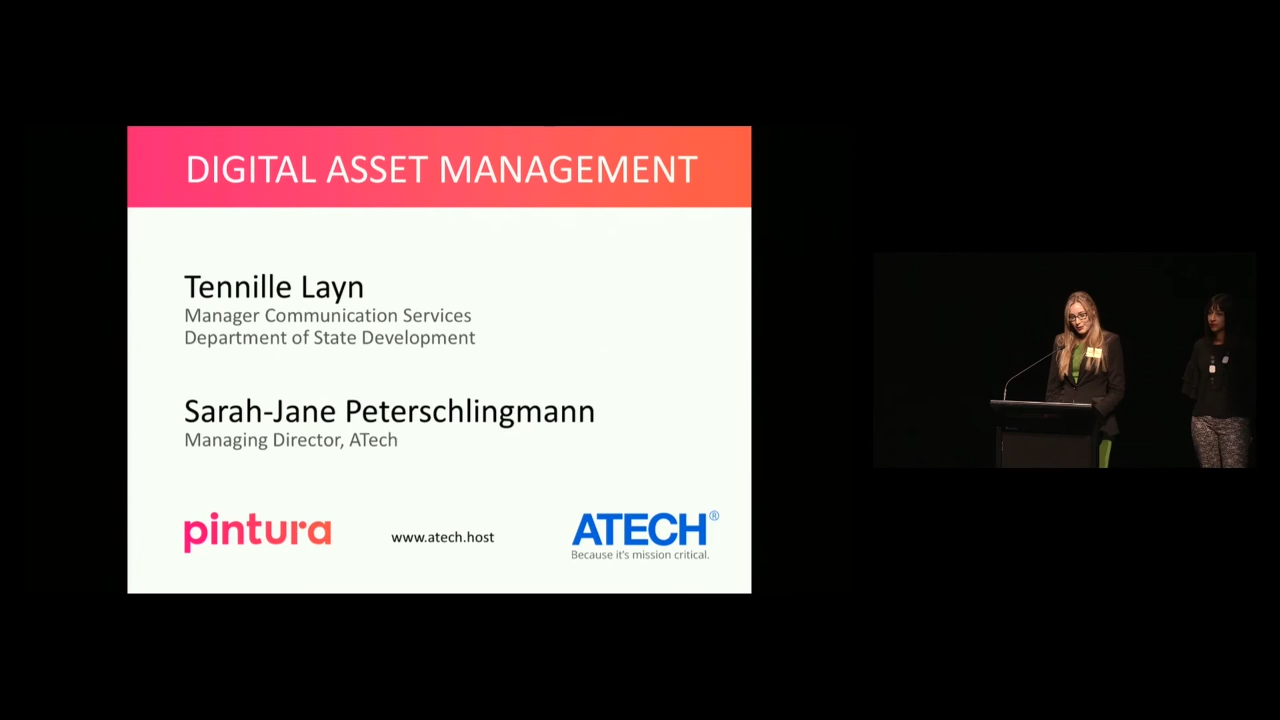 DIGITAL ASSET MANAGEMENT
Tennille Layn
Manager Communication Services
Department of State Development
Sarah-Jane Peterschlingmann
Managing Director, ATech
pintura
www.atech.host
ATECH®
Because it's mission critical.